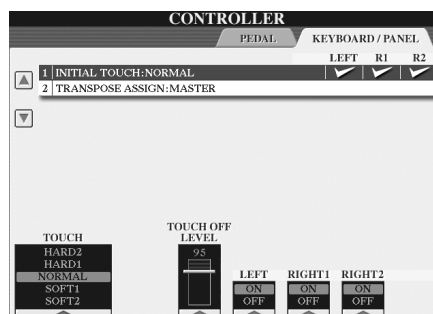 CONTROLLER
PEDAL KEYBOARD / PANEL
LEFT R1 R2
1 INITIAL TOUCH:NORMAL
2 TRANSPOSE ASSIGN:MASTER
TOUCH
HARD2
HARD1
NORMAL
SOFT1
SOFT2
TOUCH OFF
LEVEL
95
LEFT
ON
OFF
RIGHT1
ON
OFF
RIGHT2
ON
OFF